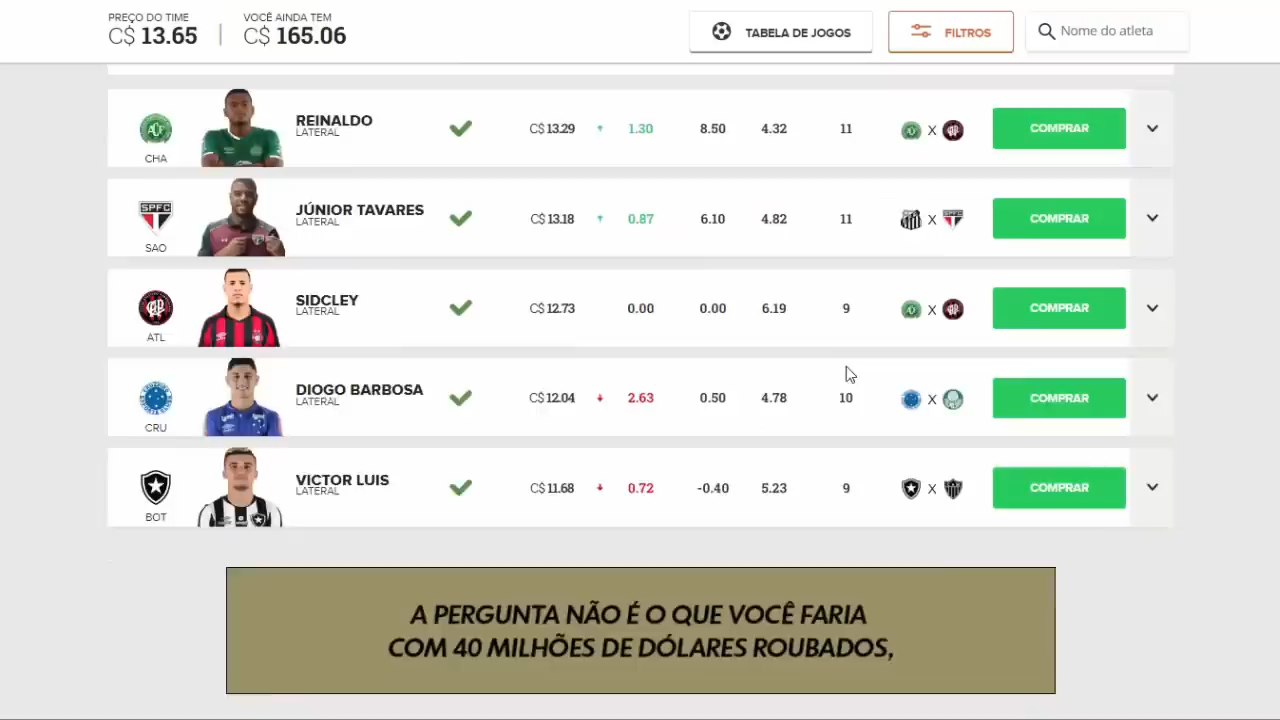 PREÇO DO TIME
C$ 13.65
VOCÊ AINDA TEM
C$ 165.06
TABELA DE JOGOS
FILTROS
Nome do atleta
CHA
REINALDO
LATERAL
C$ 13.29 1.30 8.50 4.32 11 X COMPRAR
SPFC
SAO
JÚNIOR TAVARES
LATERAL
C$ 13.18 0.87 6.10 4.82 11 X COMPRAR
ATL
SIDCLEY
LATERAL
C$ 12.73 0.00 0.00 6.19 9 X COMPRAR
CRU
DIOGO BARBOSA
LATERAL
C$ 12.04 2.63 0.50 4.78 10 X COMPRAR
BOT
VICTOR LUIS
LATERAL
C$ 11.68 0.72 -0.40 5.23 9 X COMPRAR
A PERGUNTA NÃO É O QUE VOCÊ FARIA
COM 40 MILHÕES DE DÓLARES ROUBADOS,